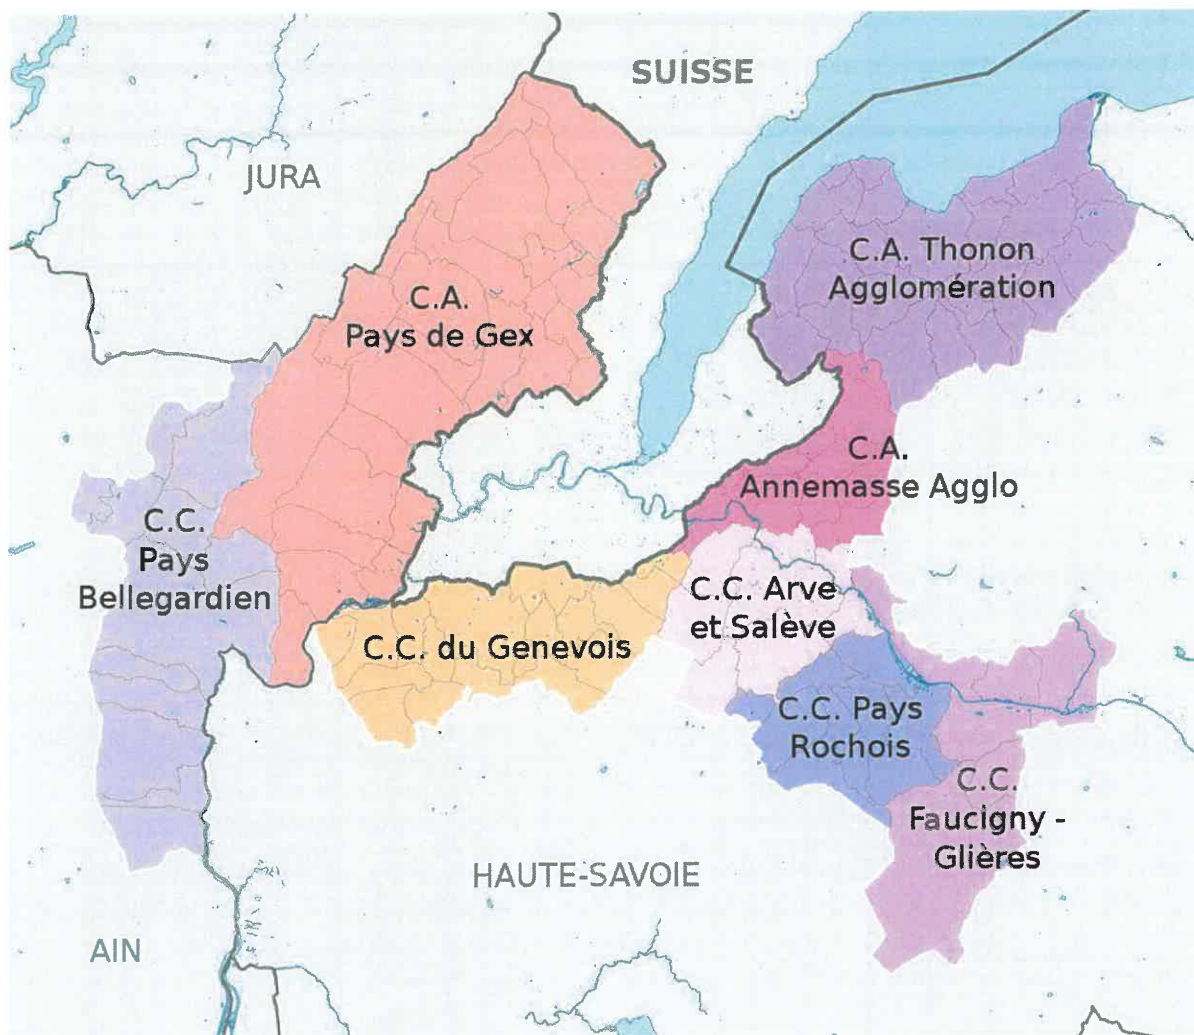 SUISSE
JURA
C.A. Thonon
Agglomération
C.A.
Pays de Gex
C.A.
Annemasse Agglo
C.C.
Pays
Bellegardien
C.C. Arve
et Salève
C.C. du Genevois
C.C. Pays
Rochois
C.C.
Faucigny -
Glières
HAUTE-SAVOIE
AIN